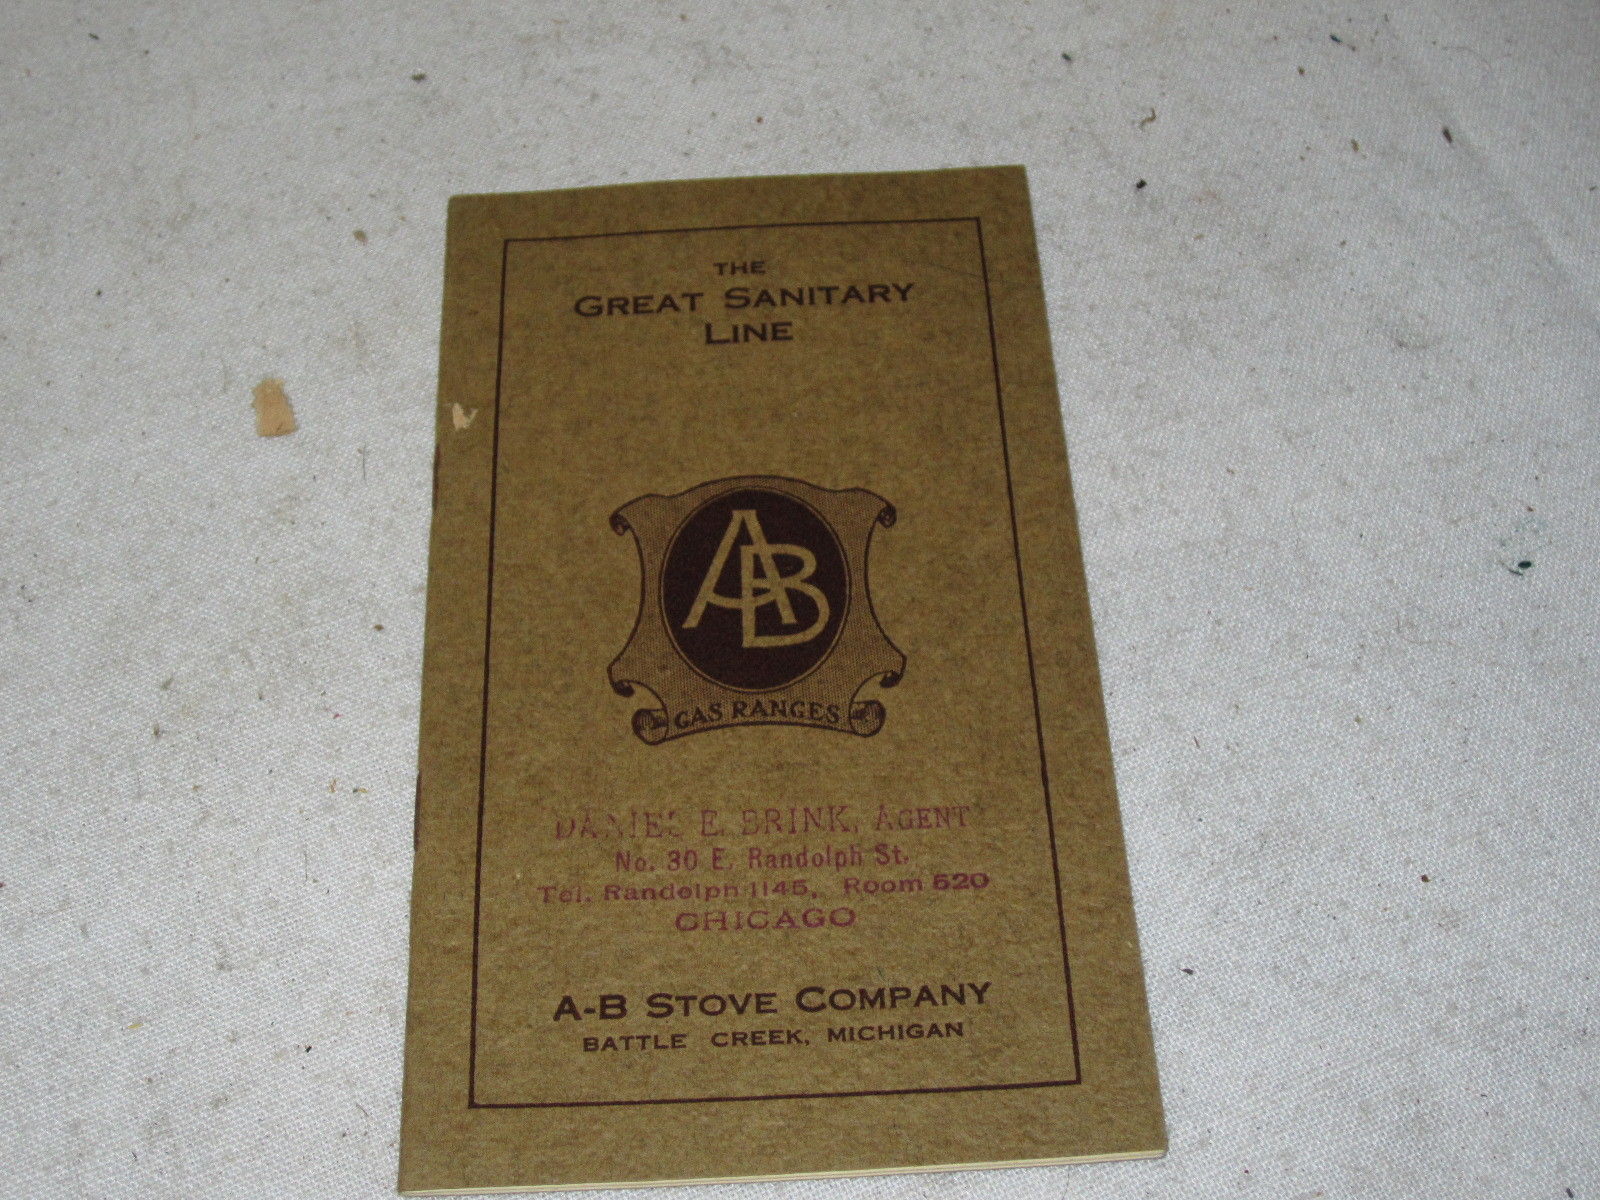 THE
GREAT SANITARY
LINE
AB
GAS RANGES
DANIEL E. BRINK, AGENT
No. 30 E. Randolph St.
Tel. Randolph 1145, Room 520
CHICAGO
A-B STOVE COMPANY
BATTLE CREEK, MICHIGAN